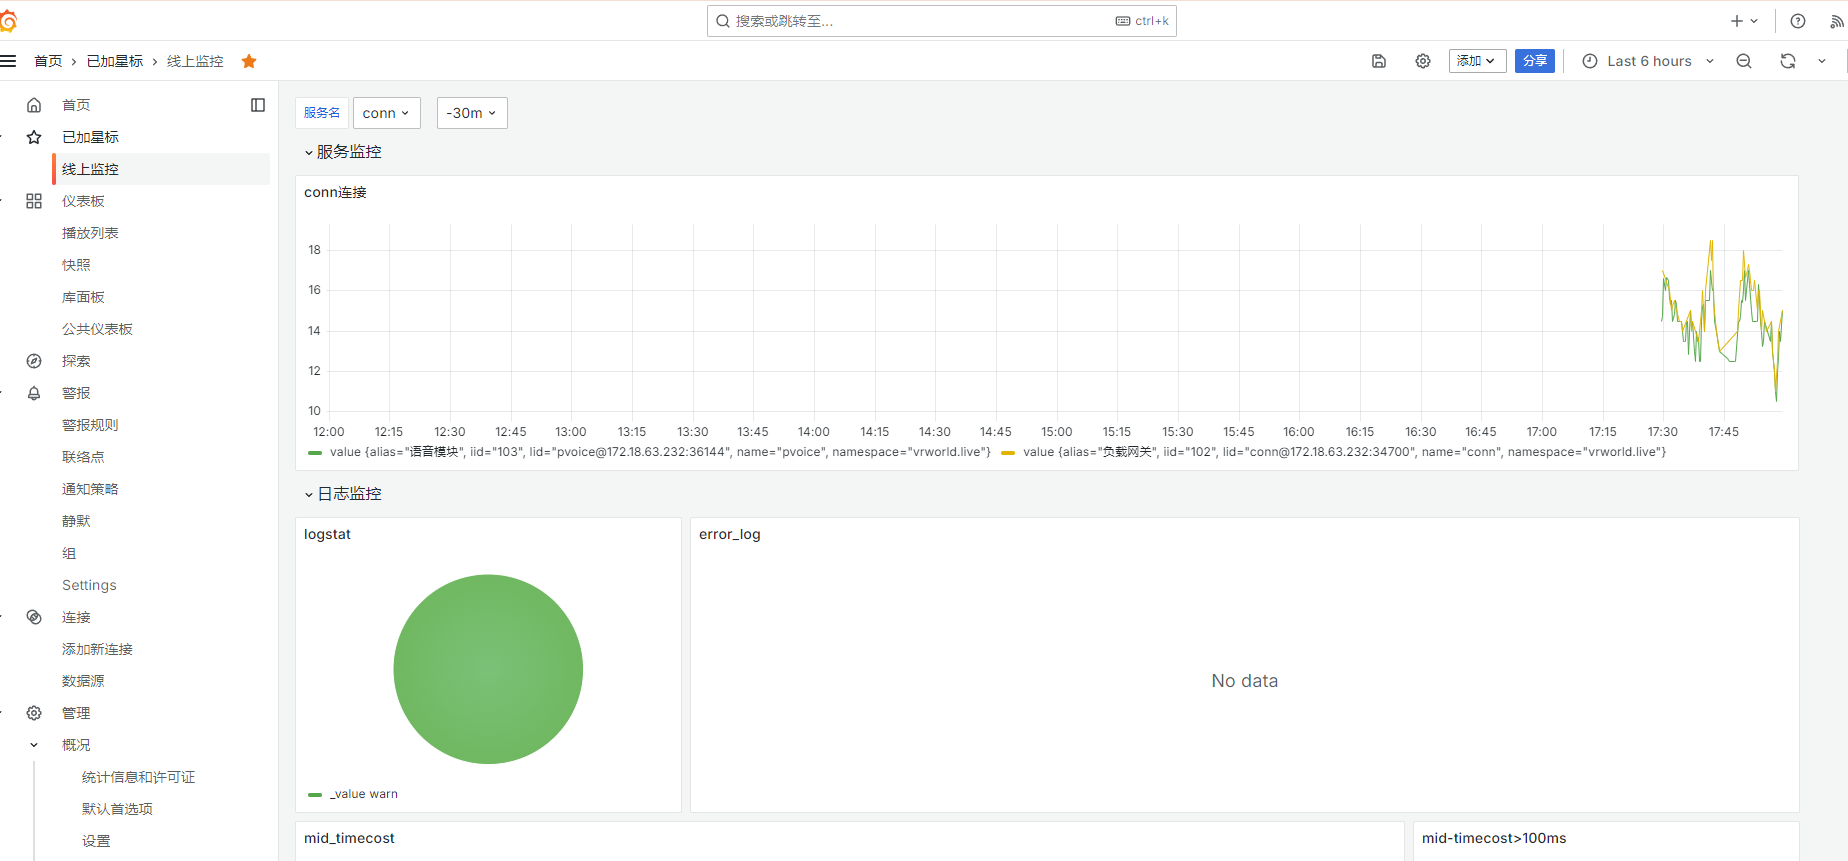 搜索或跳转至...
ctrl+k
首页 › 已加星标 › 线上监控
添加
分享
Last 6 hours
首页
已加星标
线上监控
仪表板
播放列表
快照
库面板
公共仪表板
探索
警报
警报规则
联络点
通知策略
静默
组
Settings
连接
添加新连接
数据源
管理
概况
统计信息和许可证
默认首选项
设置
服务名 conn -30m
服务监控
conn连接
18
16
14
12
10
12:00 12:15 12:30 12:45 13:00 13:15 13:30 13:45 14:00 14:15 14:30 14:45 15:00 15:15 15:30 15:45 16:00 16:15 16:30 16:45 17:00 17:15 17:30 17:45
value {alias="语音模块", iid="103", lid="pvoice@172.18.63.232:36144", name="pvoice", namespace="vrworld.live"} value {alias="负载网关", iid="102", lid="conn@172.18.63.232:34700", name="conn", namespace="vrworld.live"}
日志监控
logstat
_value warn
error_log
No data
mid_timecost
mid-timecost>100ms